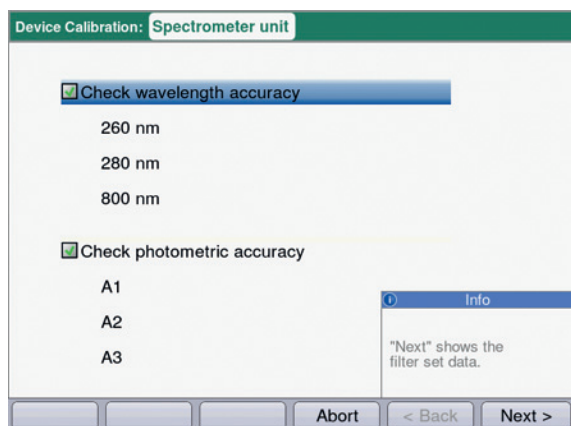 Device Calibration: Spectrometer unit
Check wavelength accuracy
260 nm
280 nm
800 nm
Check photometric accuracy
A1
A2
A3
Info
"Next" shows the
filter set data.
Abort
< Back
Next >